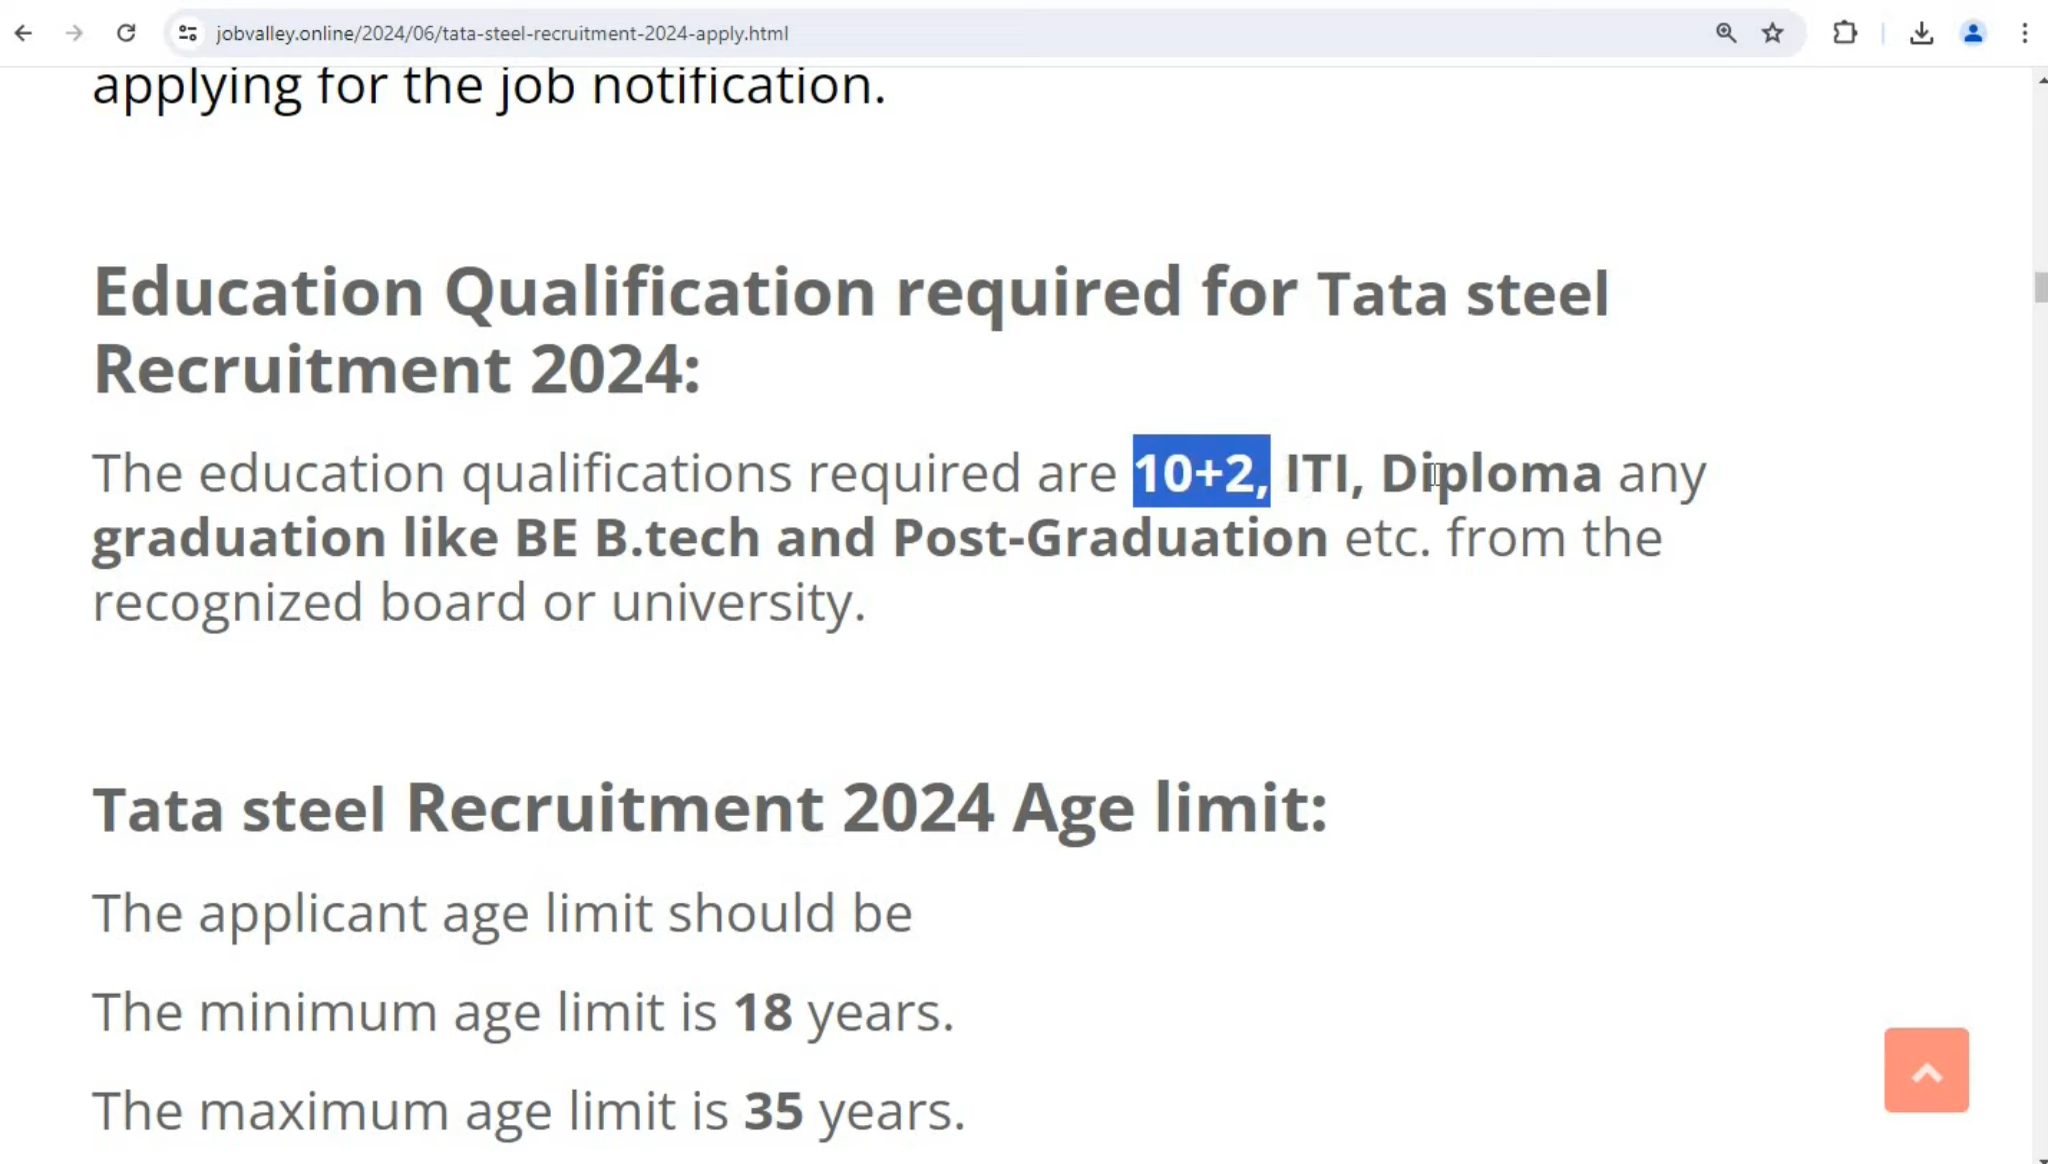 jobvalley.online/2024/06/tata-steel-recruitment-2024-apply.html
applying for the job notification.
Education Qualification required for Tata steel
Recruitment 2024:
The education qualifications required are 10+2, ITI, Diploma any
graduation like BE B.tech and Post-Graduation etc. from the
recognized board or university.
Tata steel Recruitment 2024 Age limit:
The applicant age limit should be
The minimum age limit is 18 years.
The maximum age limit is 35 years.